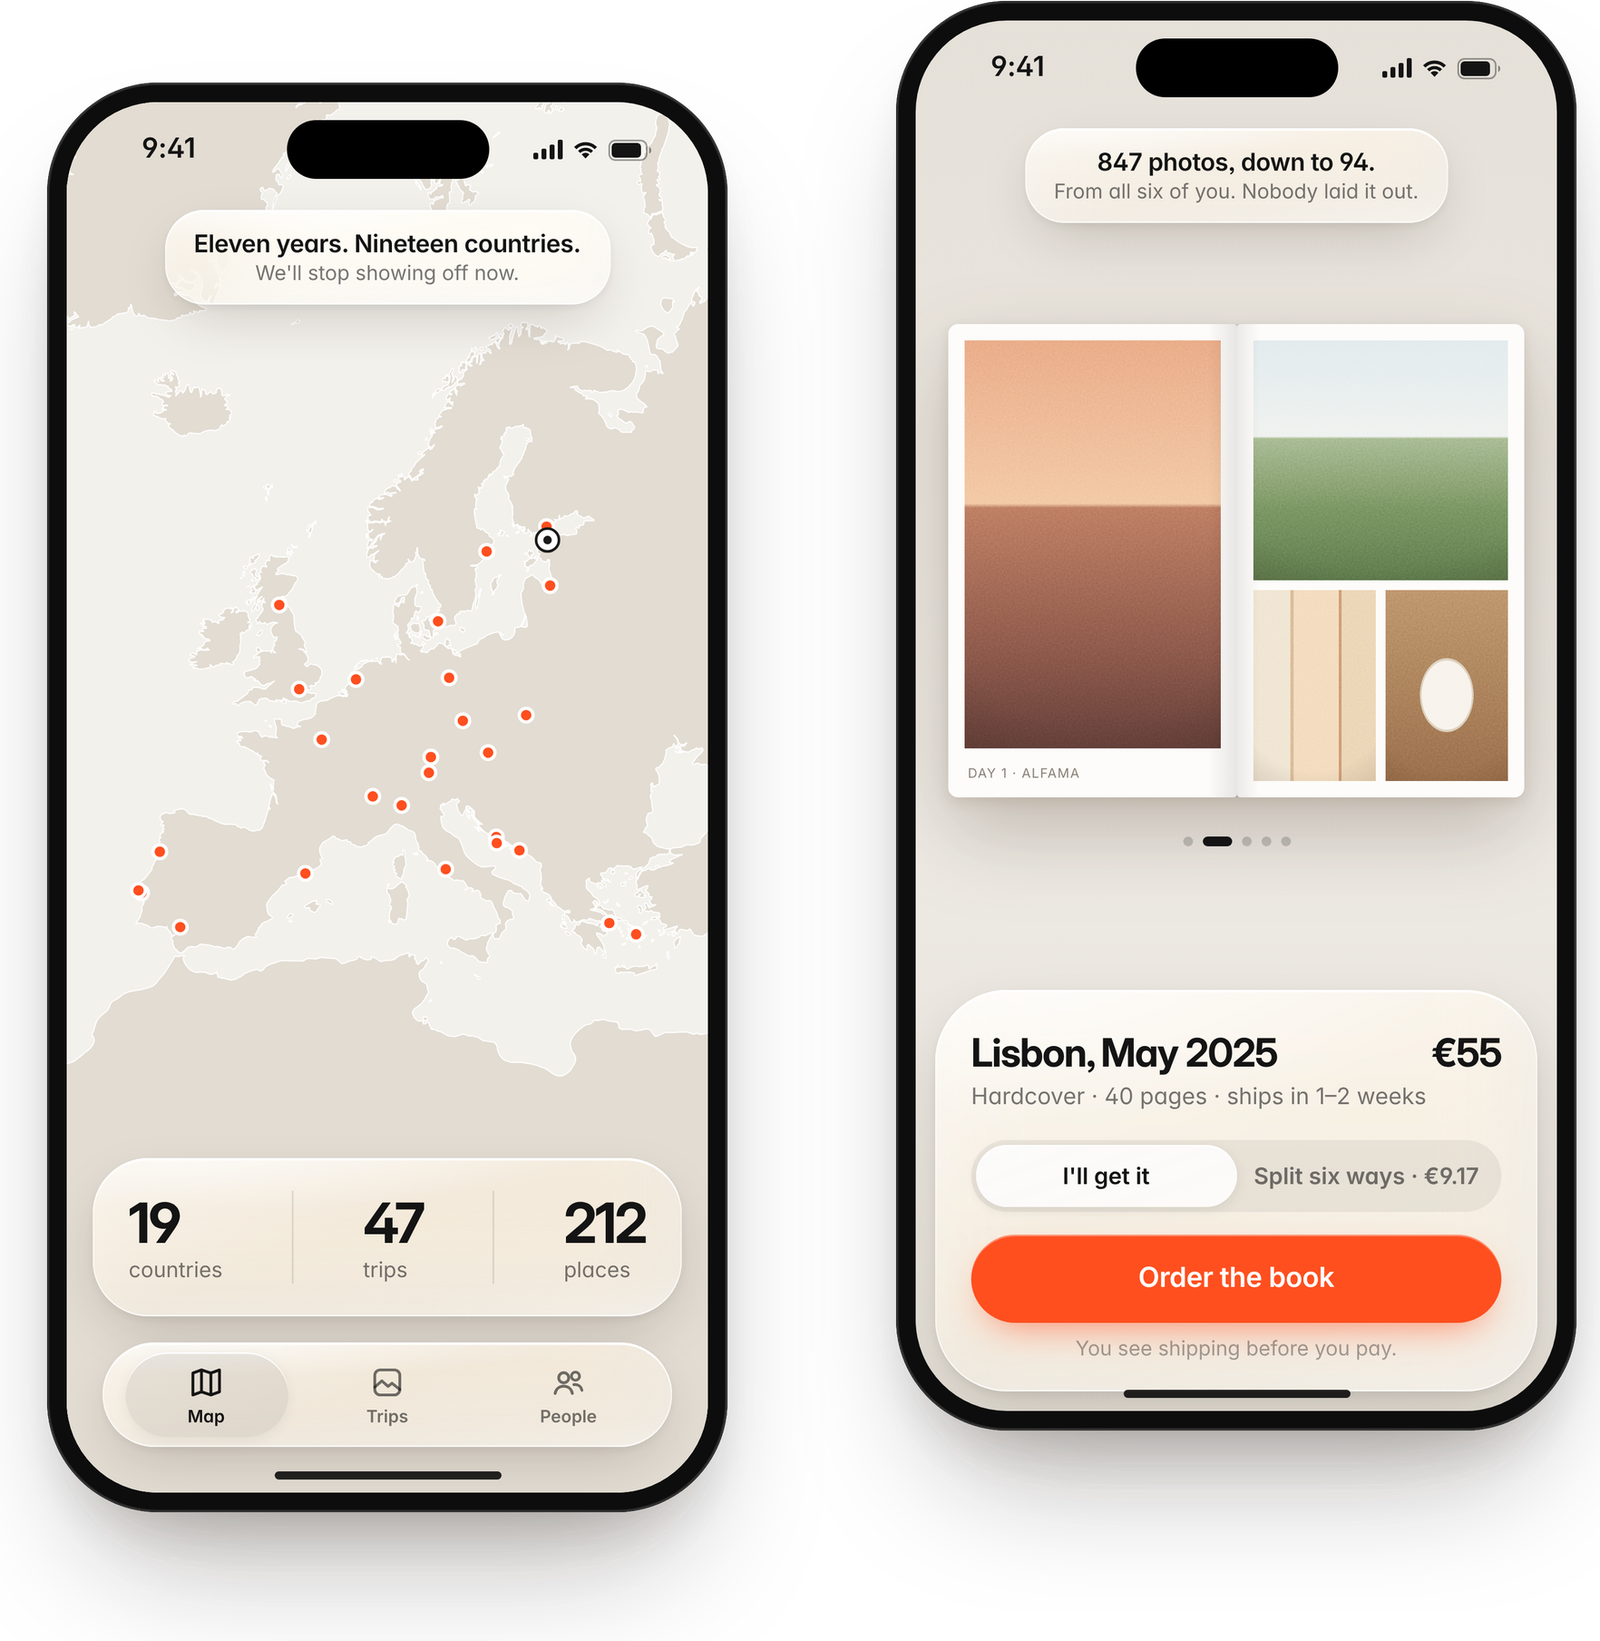 9:41
Eleven years. Nineteen countries.
We'll stop showing off now.
19
countries
47
trips
212
places
Map
Trips
People
9:41
847 photos, down to 94.
From all six of you. Nobody laid it out.
DAY 1 · ALFAMA
Lisbon, May 2025
€55
Hardcover · 40 pages · ships in 1–2 weeks
I'll get it
Split six ways · €9.17
Order the book
You see shipping before you pay.